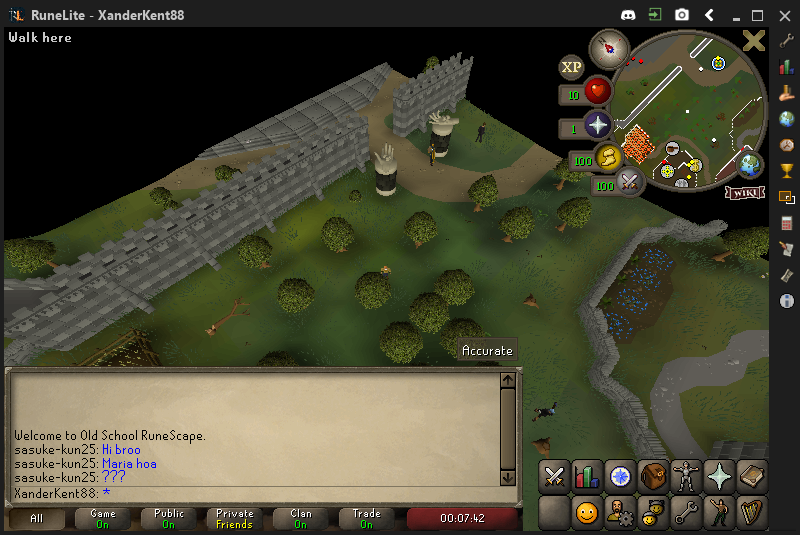 RuneLite - XanderKent88
Walk here
XP
10
1
100
100
WIKI
Accurate
Welcome to Old School RuneScape.
sasuke-kun25: Hi broo
sasuke-kun25: Maria hoa
sasuke-kun25: ???
XanderKent88: *
All
Game
On
Public
On
Private
Friends
Clan
On
Trade
On
00:07:42